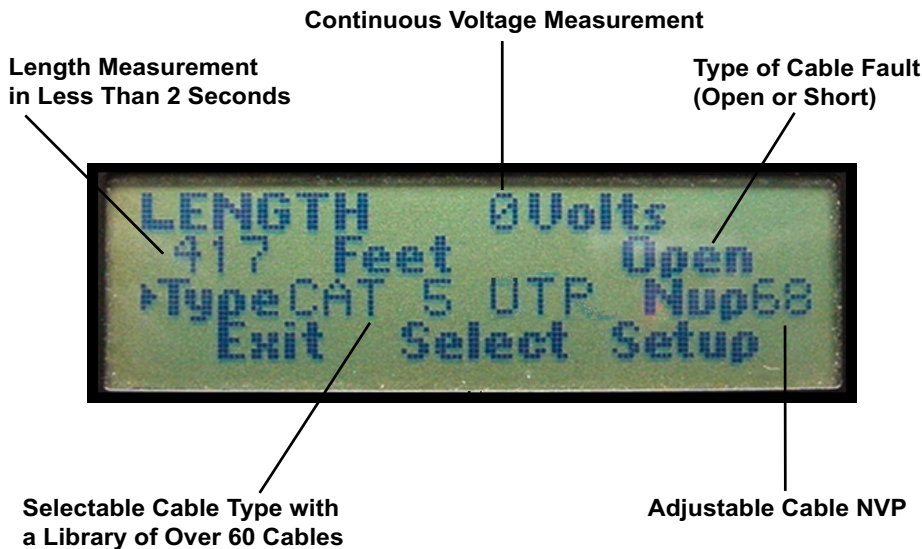 Continuous Voltage Measurement
Length Measurement
in Less Than 2 Seconds
Type of Cable Fault
(Open or Short)
LENGTH 0Volts
417 Feet Open
Type CAT 5 UTP Nvp68
Exit Select Setup
Selectable Cable Type with
a Library of Over 60 Cables
Adjustable Cable NVP